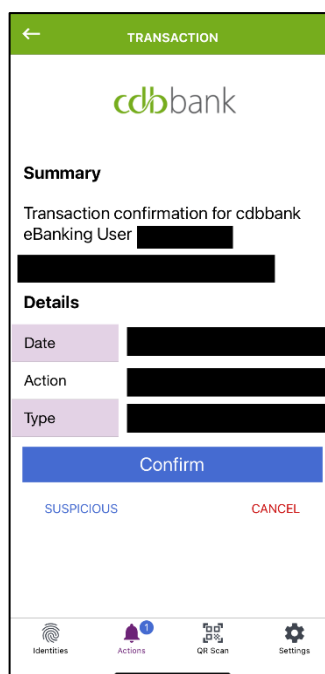 TRANSACTION
cdbbank
Summary
Transaction confirmation for cdbbank
eBanking User
Details
Date
Action
Type
Confirm
SUSPICIOUS CANCEL
1
Identities Actions QR Scan Settings